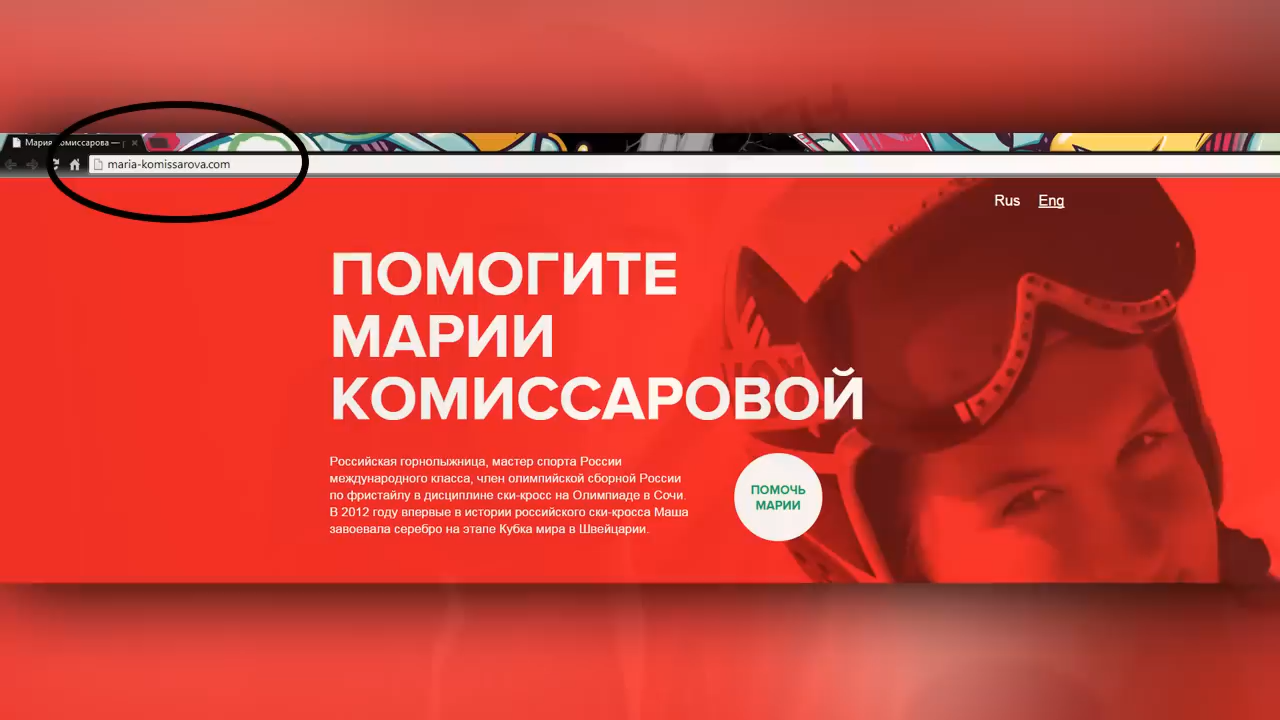 Мария Комиссарова —
maria-komissarova.com
Rus Eng
ПОМОГИТЕ
МАРИИ
КОМИССАРОВОЙ
Российская горнолыжница, мастер спорта России
международного класса, член олимпийской сборной России
по фристайлу в дисциплине ски-кросс на Олимпиаде в Сочи.
В 2012 году впервые в истории российского ски-кросса Маша
завоевала серебро на этапе Кубка мира в Швейцарии.
ПОМОЧЬ
МАРИИ